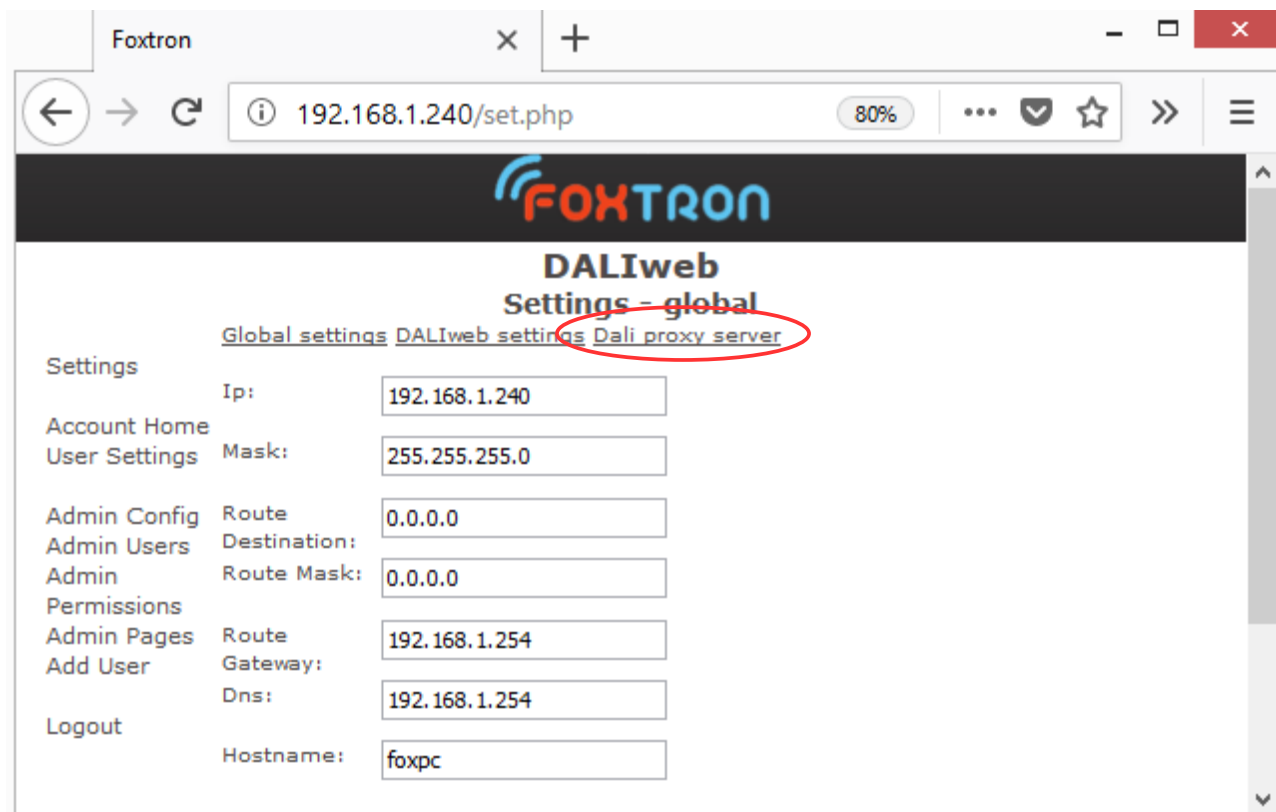 Foxtron
192.168.1.240/set.php 80%
FOXTRON
DALIweb
Settings - global
Global settings DALIweb settings Dali proxy server
Settings
Account Home
User Settings
Admin Config
Admin Users
Admin
Permissions
Admin Pages
Add User
Logout
Ip: 192.168.1.240
Mask: 255.255.255.0
Route
Destination: 0.0.0.0
Route Mask: 0.0.0.0
Route
Gateway: 192.168.1.254
Dns: 192.168.1.254
Hostname: foxpc